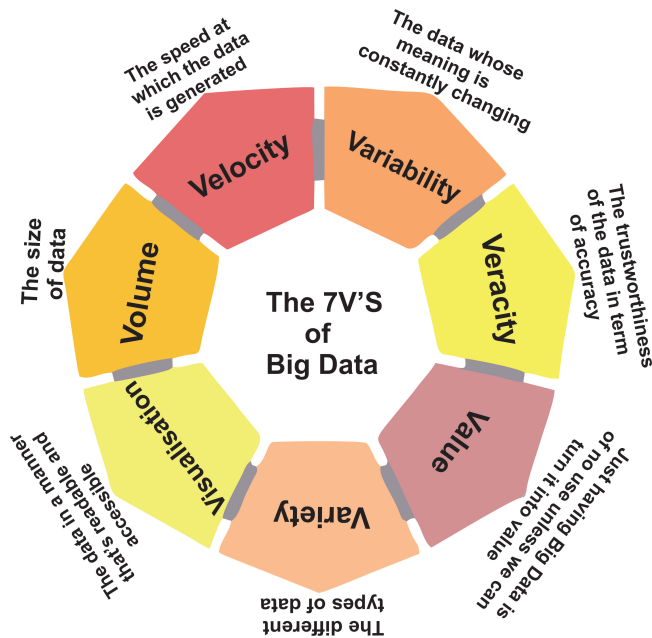 The 7V'S
of
Big Data
Velocity
The speed at
which the data
is generated
Variability
The data whose
meaning is
constantly changing
Veracity
The trustworthiness
of the data in term
of accuracy
Value
Just having Big Data is
of no use unless we can
turn it into value
Variety
The different
types of data
Visualisation
The data in a manner
that's readable and
accessible
Volume
The size
of data